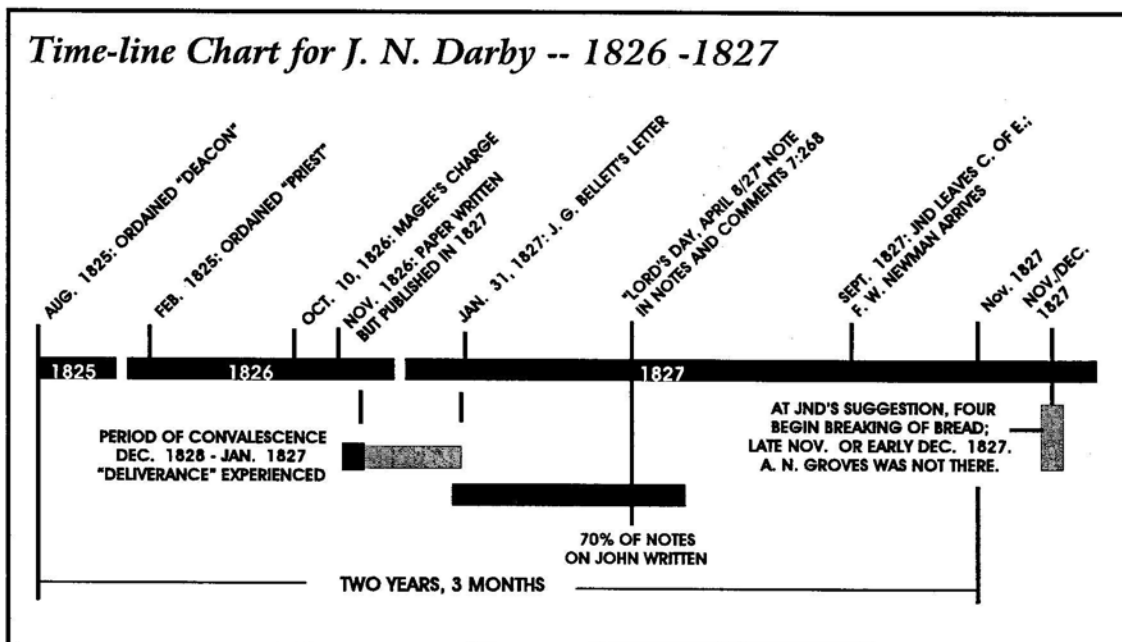 Time-line Chart for J. N. Darby -- 1826 -1827
AUG. 1825: ORDAINED "DEACON"
FEB. 1825: ORDAINED "PRIEST"
OCT. 10, 1826: MAGEE'S CHARGE
NOV. 1826: PAPER WRITTEN
BUT PUBLISHED IN 1827
JAN. 31, 1827: J. G. BELLETT'S LETTER
"LORD'S DAY, APRIL 8/27" NOTE
IN NOTES AND COMMENTS 7:268
SEPT. 1827: JND LEAVES C. OF E.;
F. W. NEWMAN ARRIVES
Nov. 1827
NOV./DEC.
1827
1825
1826
1827
PERIOD OF CONVALESCENCE
DEC. 1828 - JAN. 1827
"DELIVERANCE" EXPERIENCED
AT JND'S SUGGESTION, FOUR
BEGIN BREAKING OF BREAD;
LATE NOV. OR EARLY DEC. 1827.
A. N. GROVES WAS NOT THERE.
70% OF NOTES
ON JOHN WRITTEN
TWO YEARS, 3 MONTHS